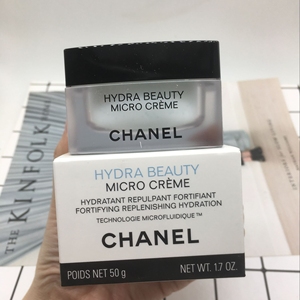 HYDRA BEAUTY
MICRO CRÈME
CHANEL
HYDRA BEAUTY
MICRO CRÈME
HYDRATANT REPULPANT FORTIFIANT
FORTIFYING REPLENISHING HYDRATION
TECHNOLOGIE MICROFLUIDIQUE™
CHANEL
POIDS NET 50 g
NET WT. 1.7 OZ.
THE KINFOLK